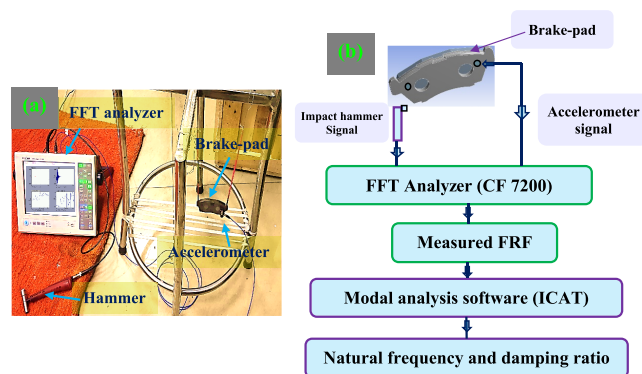 (a)
FFT analyzer
Brake-pad
Accelerometer
Hammer
(b)
Brake-pad
Impact hammer
Signal
Accelerometer
signal
FFT Analyzer (CF 7200)
Measured FRF
Modal analysis software (ICAT)
Natural frequency and damping ratio